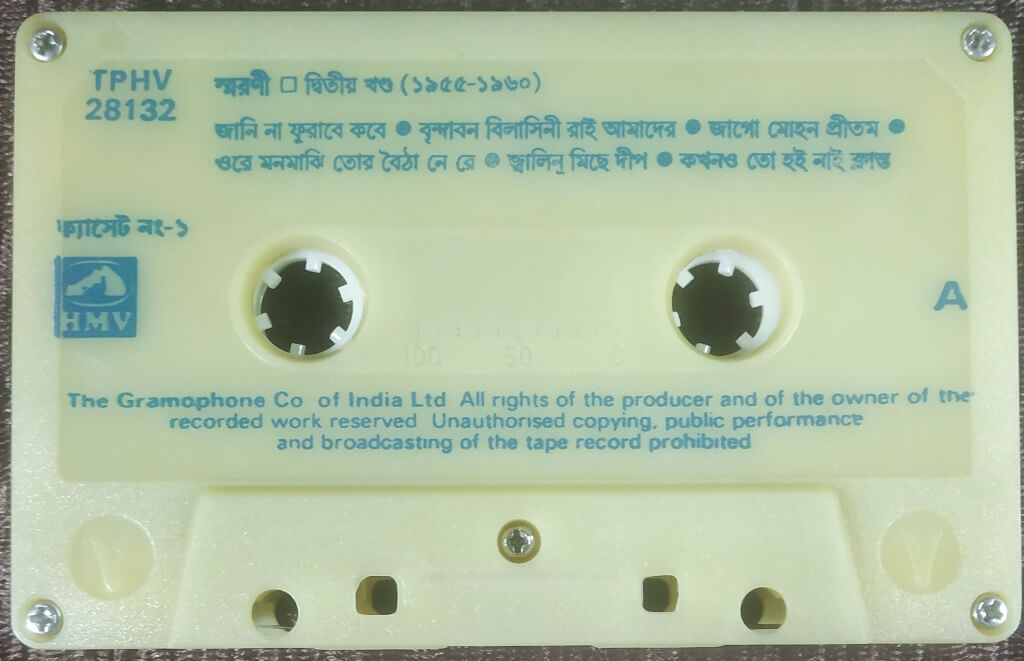 TPHV
28132
স্মরণী □ দ্বিতীয় খণ্ড (১৯৫৫-১৯৬০)
জানি না ফুরাবে কবে ● বৃন্দাবন বিলাসিনী রাই আমাদের ● জাগো মোহন প্রীতম ●
ওরে মনমাঝি তোর বৈঠা নে রে ● জ্বালিনু মিছে দীপ ● কখনও তো হই নাই ক্লান্ত
ক্যাসেট নং-১
HMV
A
100 50 0
The Gramophone Co of India Ltd All rights of the producer and of the owner of the
recorded work reserved Unauthorised copying, public performance
and broadcasting of the tape record prohibited